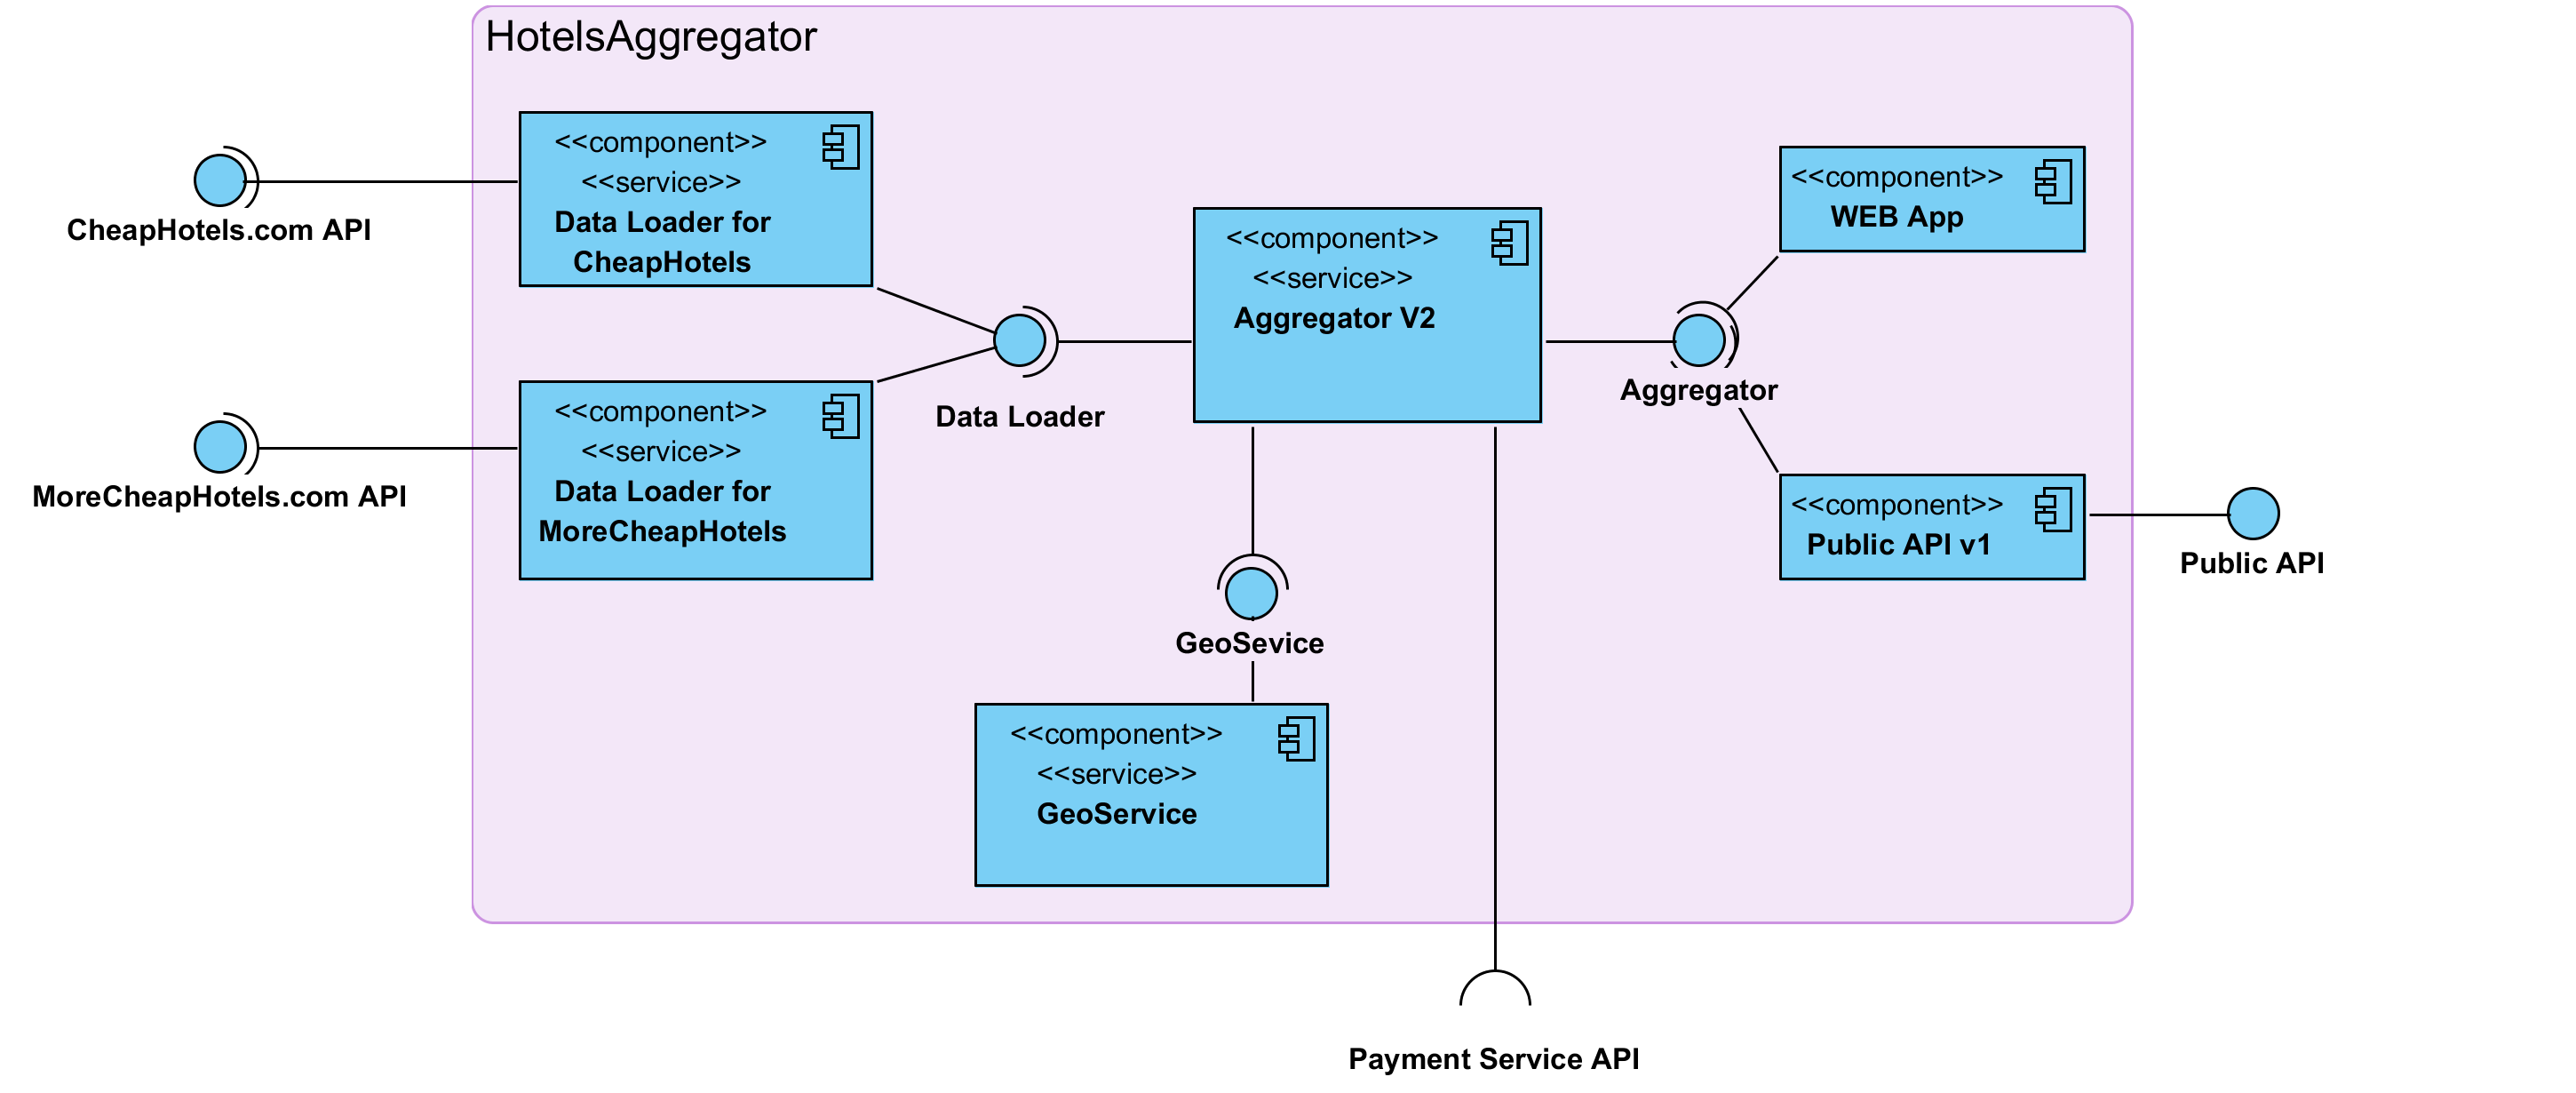 HotelsAggregator
<<component>>
<<service>>
Data Loader for
CheapHotels
CheapHotels.com API
<<component>>
<<service>>
Data Loader for
MoreCheapHotels
MoreCheapHotels.com API
Data Loader
<<component>>
<<service>>
Aggregator V2
<<component>>
WEB App
Aggregator
<<component>>
Public API v1
Public API
GeoSevice
<<component>>
<<service>>
GeoService
Payment Service API